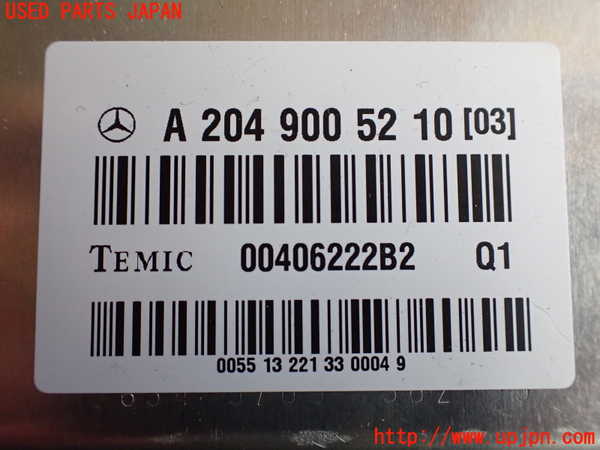 USED PARTS JAPAN
A 204 900 52 10 [03]
TEMIC 00406222B2 Q1
0055 13 221 33 0004 9
http://www.upjpn.com/